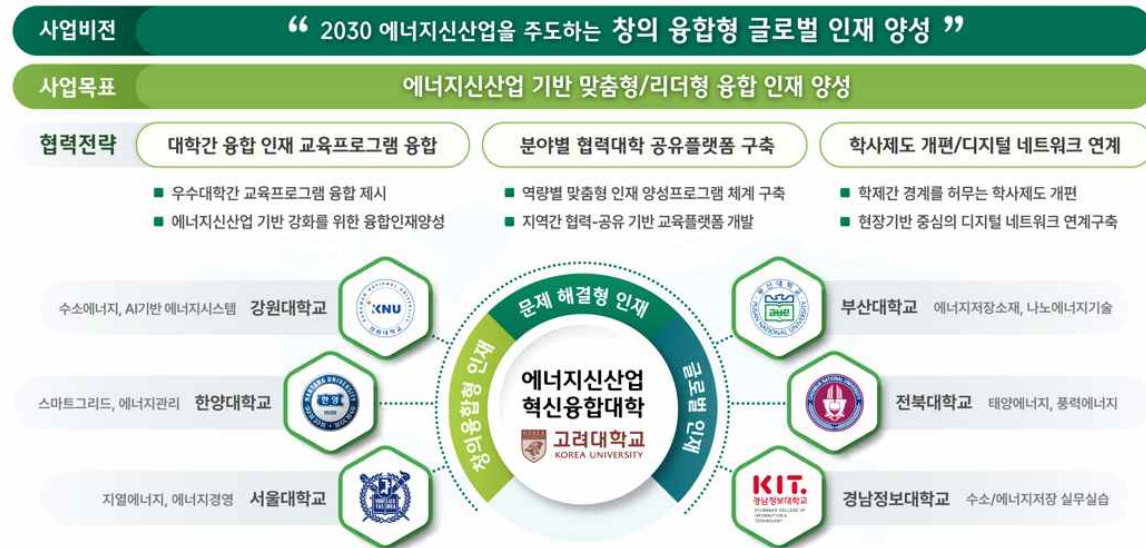 사업비전
“ 2030 에너지신산업을 주도하는 창의 융합형 글로벌 인재 양성 ”
사업목표
에너지신산업 기반 맞춤형/리더형 융합 인재 양성
협력전략
대학간 융합 인재 교육프로그램 융합
■ 우수대학간 교육프로그램 융합 제시
■ 에너지신산업 기반 강화를 위한 융합인재양성
분야별 협력대학 공유플랫폼 구축
■ 역량별 맞춤형 인재 양성프로그램 체계 구축
■ 지역간 협력-공유 기반 교육플랫폼 개발
학사제도 개편/디지털 네트워크 연계
■ 학제간 경계를 허무는 학사제도 개편
■ 현장기반 중심의 디지털 네트워크 연계구축
수소에너지, AI기반 에너지시스템 강원대학교
KNU
스마트그리드, 에너지관리 한양대학교
한양
지열에너지, 에너지경영 서울대학교
창의융합형 인재
문제 해결형 인재
글로벌 인재
에너지신산업
혁신융합대학
KOREA
고려대학교
KOREA UNIVERSITY
부산대학교 에너지저장소재, 나노에너지기술
전북대학교 태양에너지, 풍력에너지
KIT.
경남정보대학교
KYUNGNAM COLLEGE OF
INFORMATION &
TECHNOLOGY
경남정보대학교 수소/에너지저장 실무실습